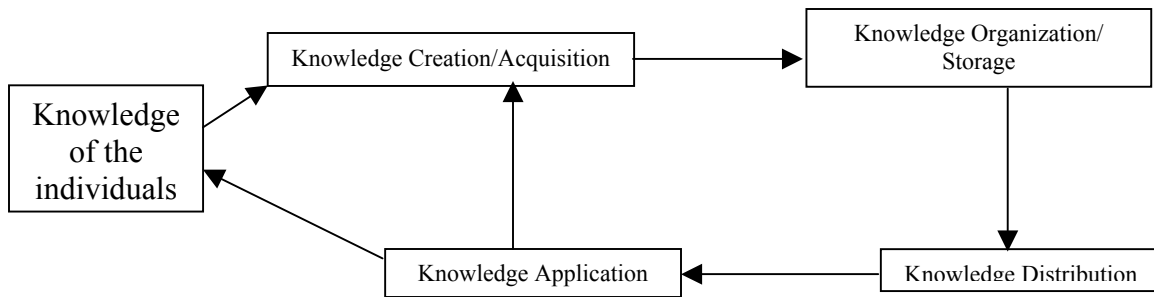 Knowledge Organization/
Storage
Knowledge Creation/Acquisition
Knowledge
of the
individuals
Knowledge Application
Knowledge Distribution